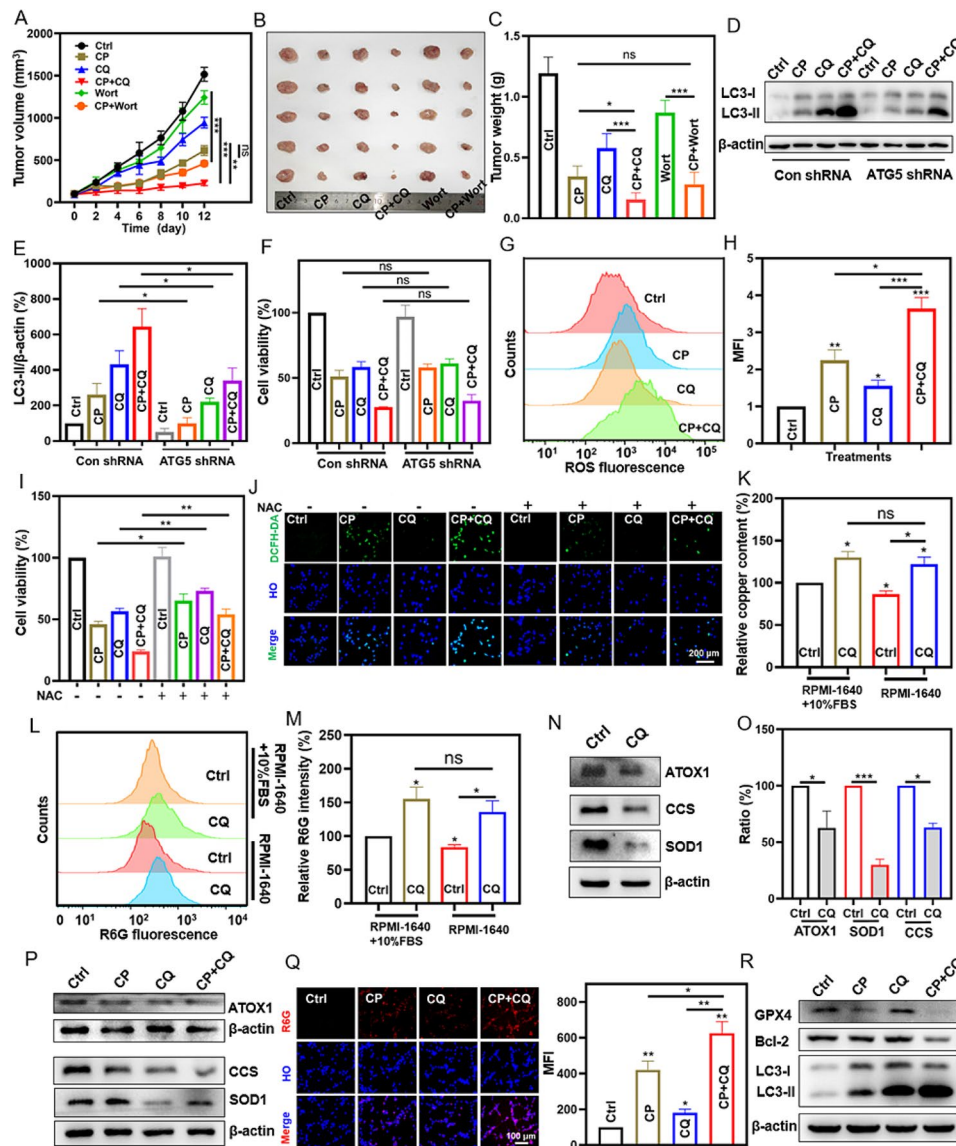 A
Tumor volume (mm³)
2000
1600
1200
800
400
0
Ctrl
CP
CQ
CP+CQ
Wort
CP+Wort
***
***
**
ns
0 2 4 6 8 10 12
Time (day)
B
Ctrl CP CQ CP+CQ Wort CP+Wort
C
Tumor weight (g)
1.5
1.0
0.5
0.0
ns
*
***
***
Ctrl CP CQ CP+CQ Wort CP+Wort
D
Ctrl CP CQ CP+CQ Ctrl CP CQ CP+CQ
LC3-I
LC3-II
β-actin
Con shRNA ATG5 shRNA
E
LC3-II/β-actin (%)
1000
800
600
400
200
0
*
*
*
Ctrl CP CQ CP+CQ Ctrl CP CQ CP+CQ
Con shRNA ATG5 shRNA
F
Cell viability (%)
150
100
50
0
ns
ns
ns
Ctrl CP CQ CP+CQ Ctrl CP CQ CP+CQ
Con shRNA ATG5 shRNA
G
Counts
Ctrl
CP
CQ
CP+CQ
10¹ 10² 10³ 10⁴ 10⁵
ROS fluorescence
H
MFI
5
4
3
2
1
0
*
***
** * ***
Ctrl CP CQ CP+CQ
Treatments
I
Cell viability (%)
150
100
50
0
**
**
*
Ctrl CP CQ CP+CQ Ctrl CP CQ CP+CQ
NAC - - - - + + + +
J
NAC - - - - + + + +
Ctrl CP CQ CP+CQ Ctrl CP CQ CP+CQ
DCFH-DA
HO
Merge
200 μm
K
Relative copper content (%)
200
150
100
50
0
ns
*
* * *
Ctrl CQ Ctrl CQ
RPMI-1640 +10%FBS
RPMI-1640
L
Counts
Ctrl
CQ
Ctrl
CQ
RPMI-1640 +10%FBS
RPMI-1640
0 10¹ 10² 10³ 10⁴
R6G fluorescence
M
Relative R6G intensity (%)
250
200
150
100
50
0
ns
*
* *
Ctrl CQ Ctrl CQ
RPMI-1640 +10%FBS
RPMI-1640
N
Ctrl CQ
ATOX1
CCS
SOD1
β-actin
O
Ratio (%)
150
100
50
0
* *** *
Ctrl CQ Ctrl CQ Ctrl CQ
ATOX1 SOD1 CCS
P
Ctrl CP CQ CP+CQ
ATOX1
β-actin
CCS
SOD1
β-actin
Q
Ctrl CP CQ CP+CQ
R6G
HO
Merge
100 μm
MFI
800
600
400
200
0
*
**
** * **
Ctrl CP CQ CP+CQ
R
Ctrl CP CQ CP+CQ
GPX4
Bcl-2
LC3-I
LC3-II
β-actin